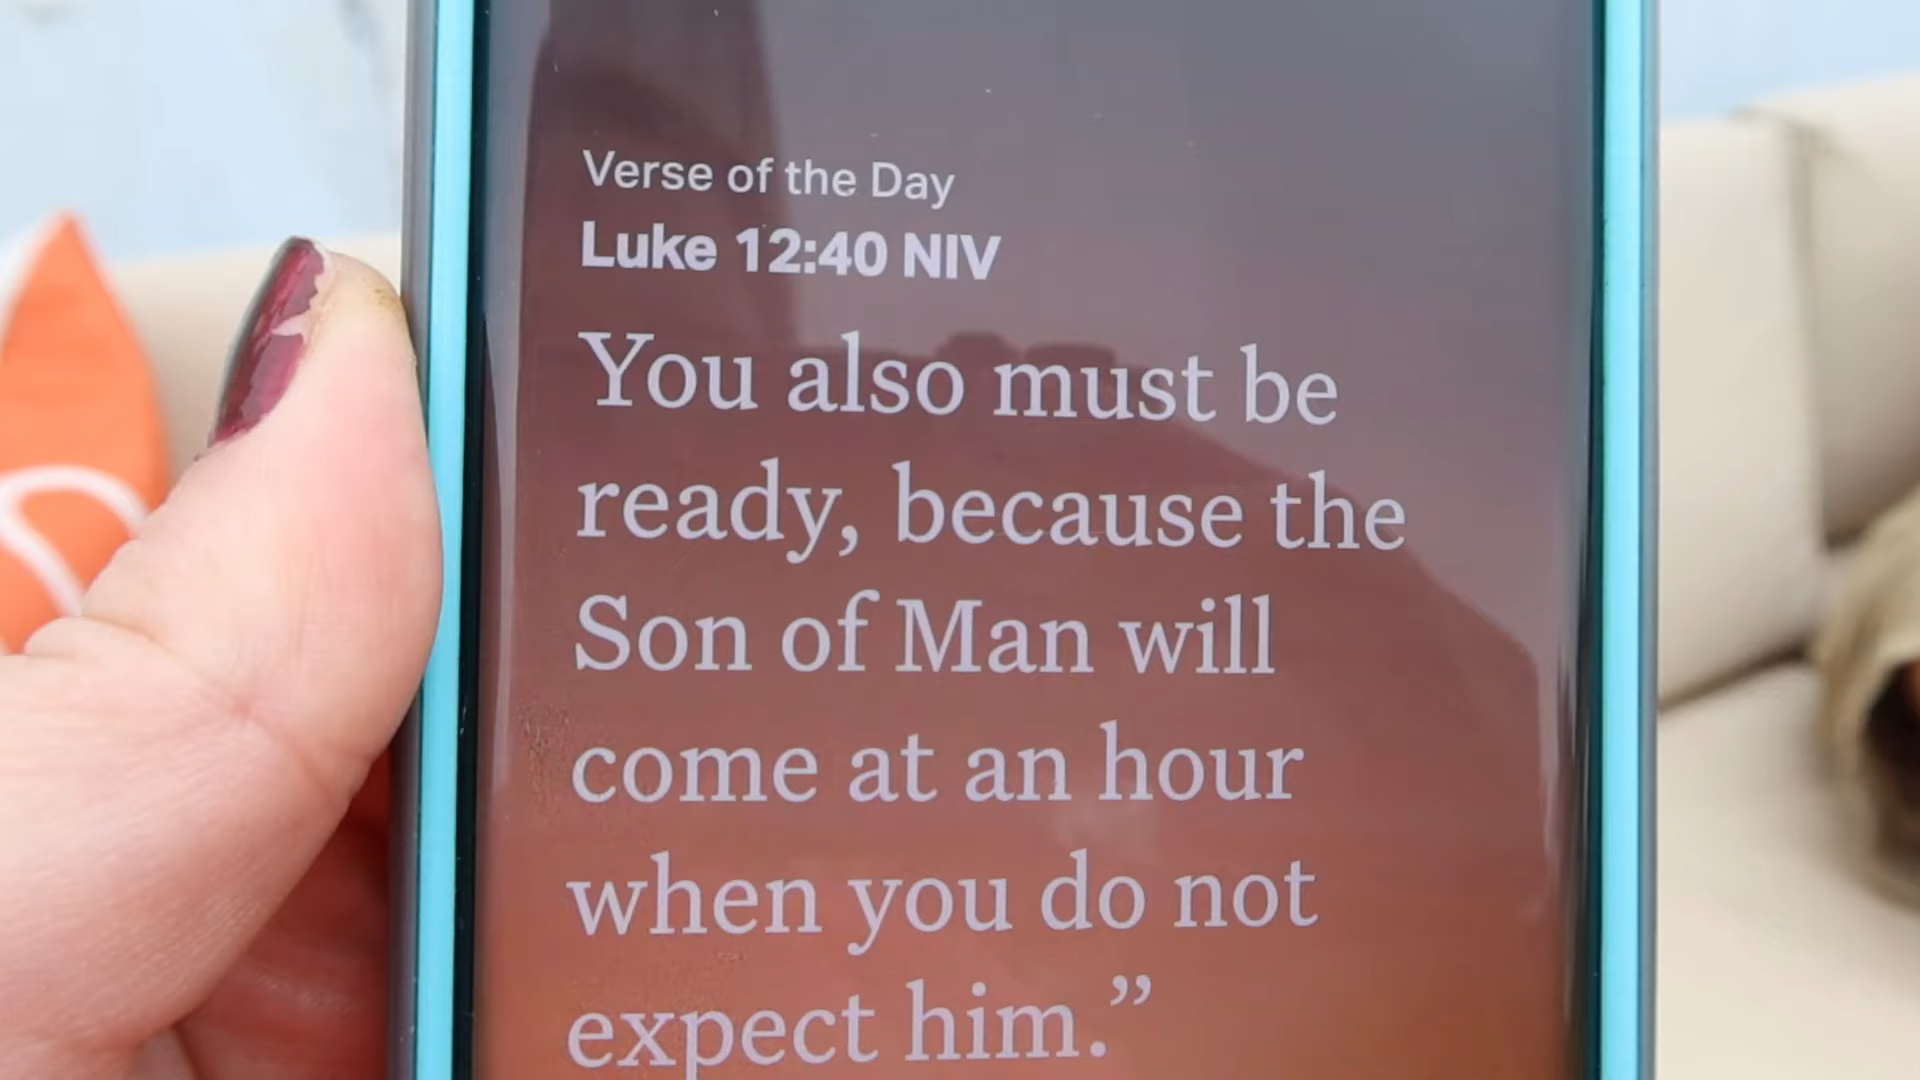 Verse of the Day
Luke 12:40 NIV
You also must be
ready, because the
Son of Man will
come at an hour
when you do not
expect him.”